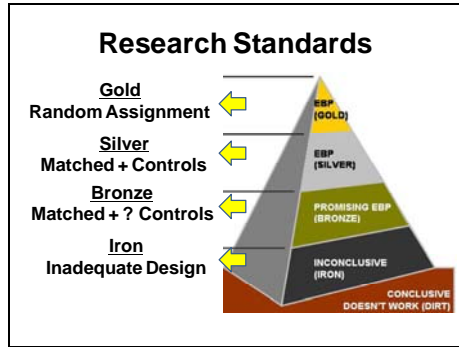 Research Standards
Gold
Random Assignment
Silver
Matched + Controls
Bronze
Matched + ? Controls
Iron
Inadequate Design
EBP
(GOLD)
EBP
(SILVER)
PROMISING EBP
(BRONZE)
INCONCLUSIVE
(IRON)
CONCLUSIVE
DOESN'T WORK (DIRT)